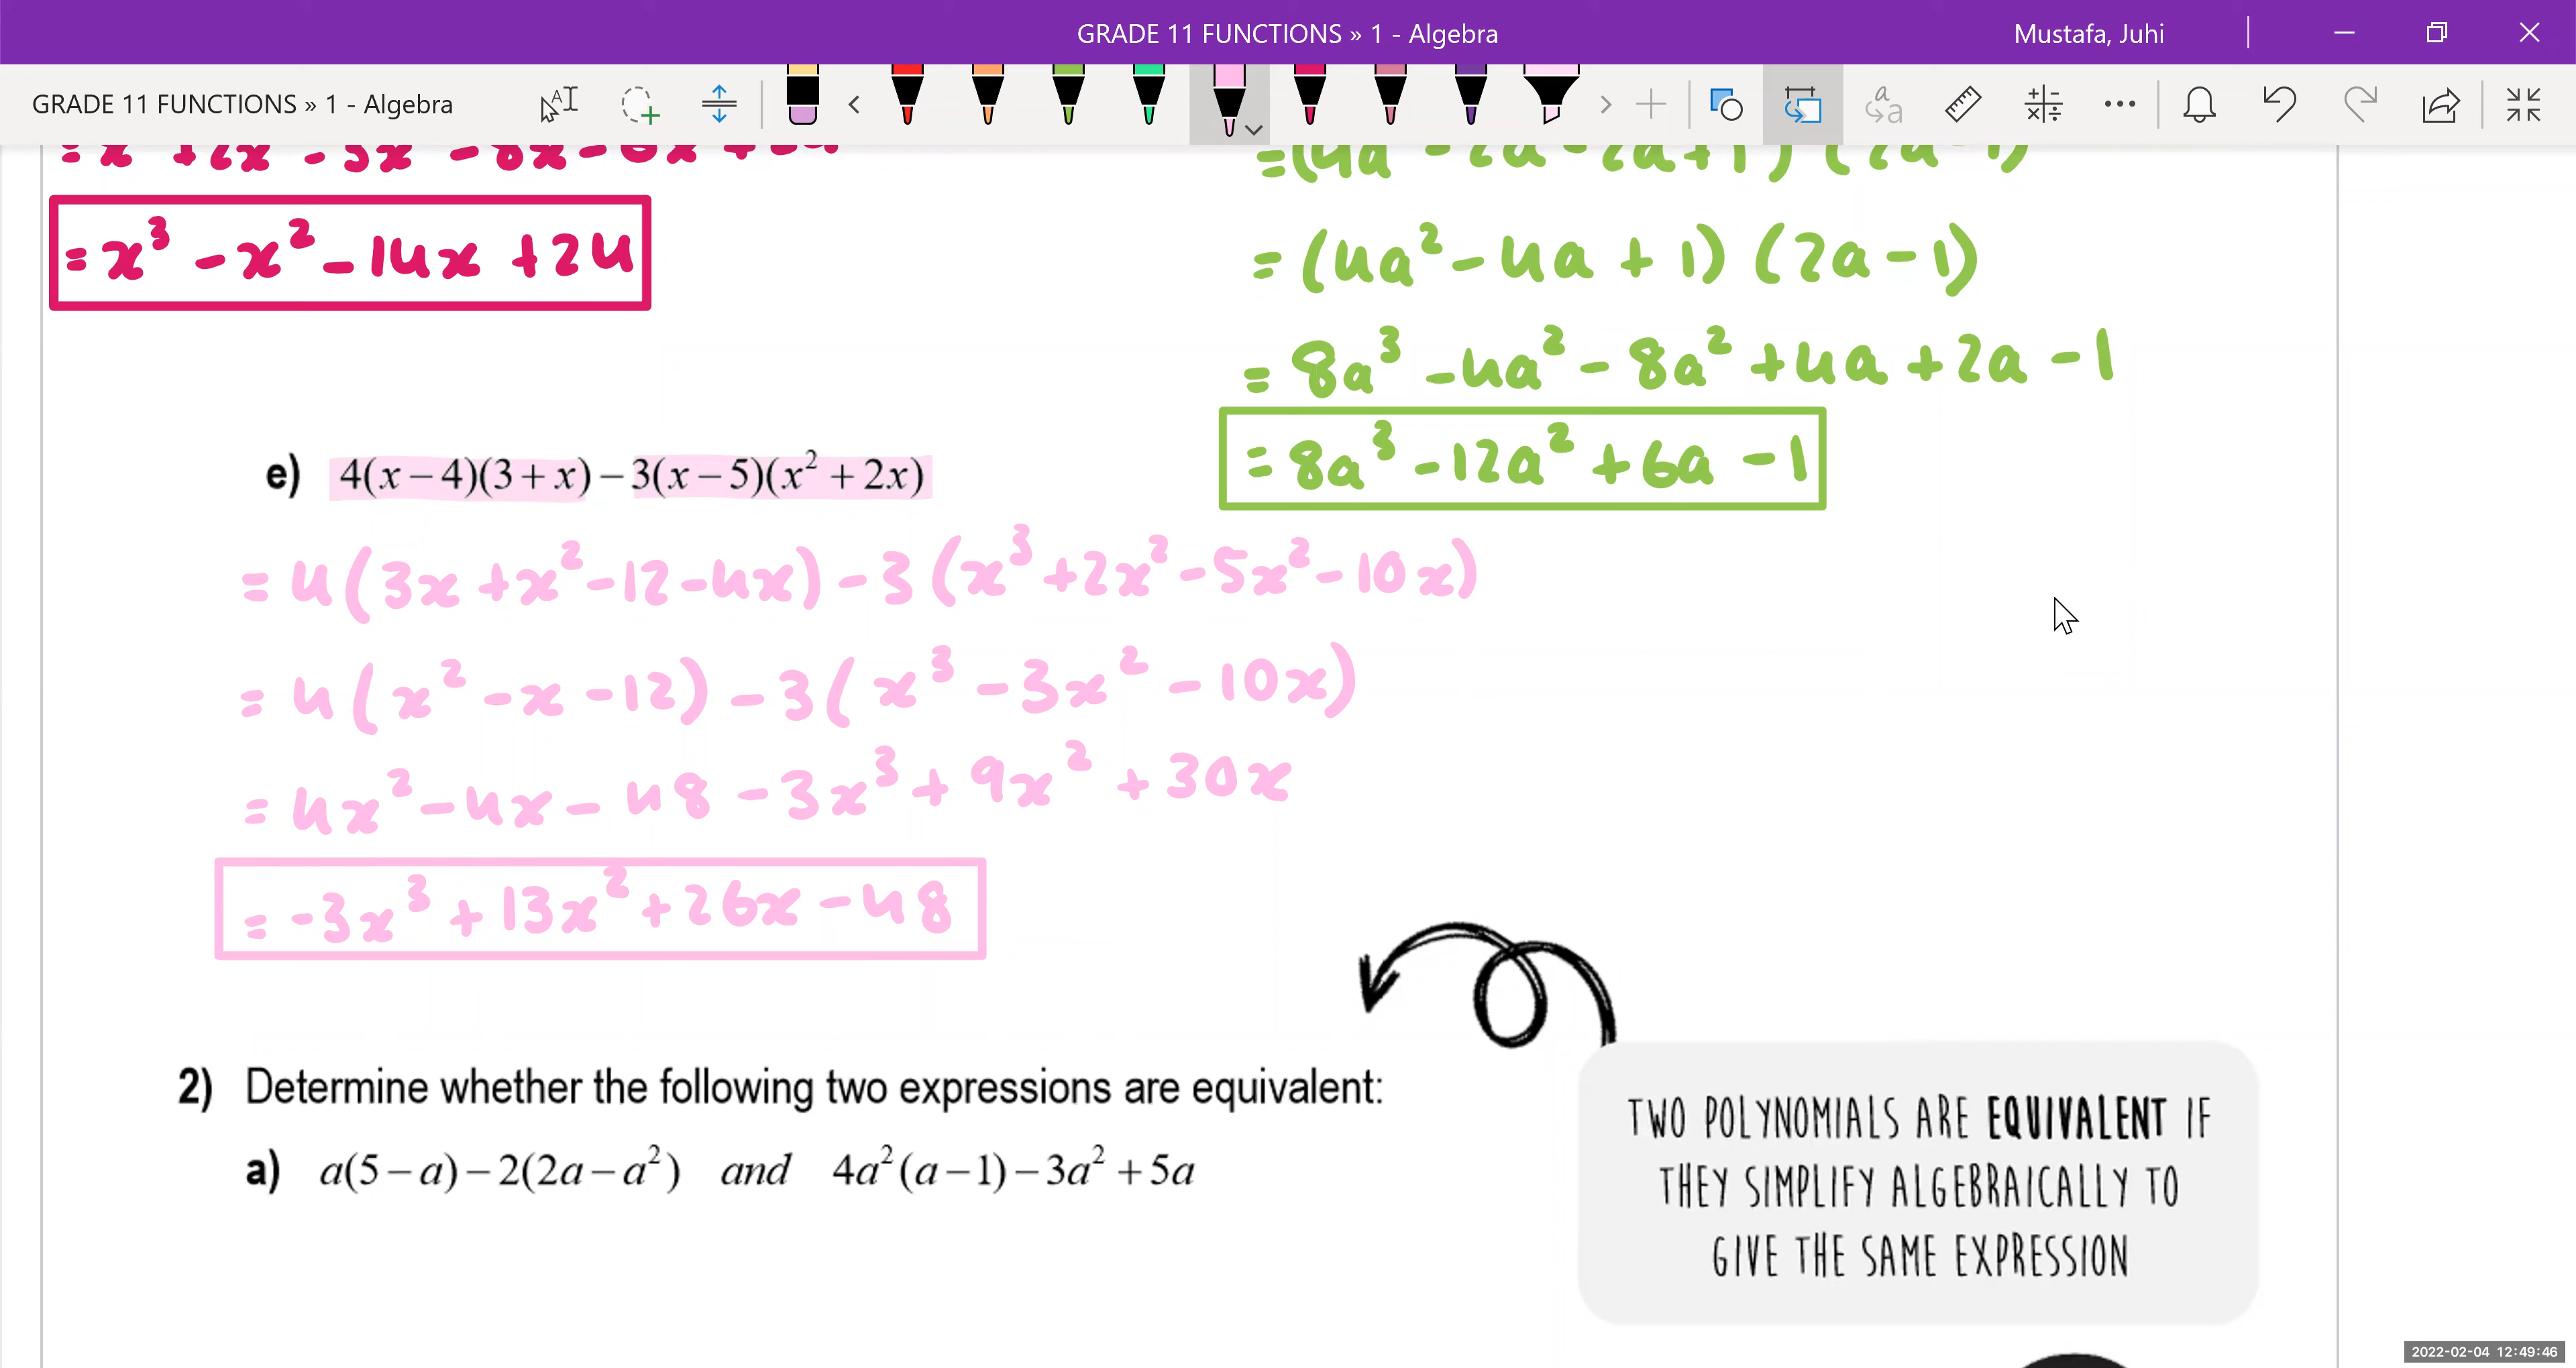 GRADE 11 FUNCTIONS » 1 - Algebra
Mustafa, Juhi
GRADE 11 FUNCTIONS » 1 - Algebra
= x³ - x² - 14x + 24
= (4a² - 4a + 1) (2a - 1)
= 8a³ - 4a² - 8a² + 4a + 2a - 1
= 8a³ - 12a² + 6a - 1
e) 4(x – 4)(3 + x) – 3(x – 5)(x² + 2x)
= 4(3x + x² - 12 - 4x) - 3(x³ + 2x² - 5x² - 10x)
= 4(x² - x - 12) - 3(x³ - 3x² - 10x)
= 4x² - 4x - 48 - 3x³ + 9x² + 30x
= -3x³ + 13x² + 26x - 48
2) Determine whether the following two expressions are equivalent:
a) a(5 – a) – 2(2a – a²) and 4a²(a – 1) – 3a² + 5a
TWO POLYNOMIALS ARE EQUIVALENT IF
THEY SIMPLIFY ALGEBRAICALLY TO
GIVE THE SAME EXPRESSION
2022-02-04 12:49:46